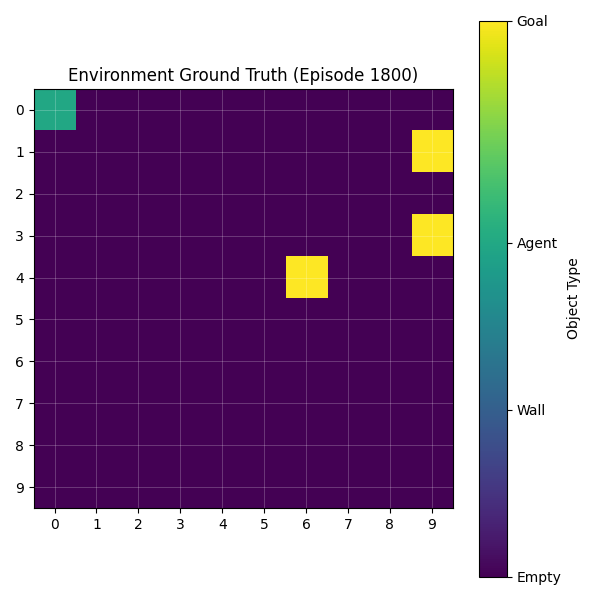 Environment Ground Truth (Episode 1800)
0
1
2
3
4
5
6
7
8
9
0 1 2 3 4 5 6 7 8 9
Goal
Agent
Wall
Empty
Object Type